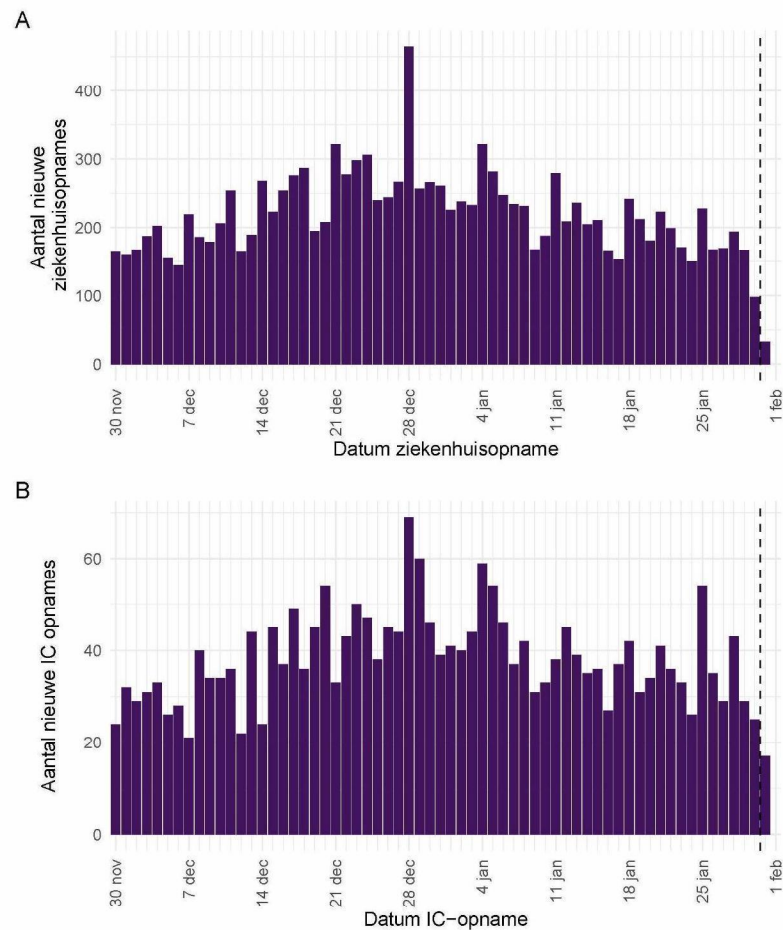 A
Aantal nieuwe
ziekenhuisopnames
400
300
200
100
0
30 nov
7 dec
14 dec
21 dec
28 dec
4 jan
11 jan
18 jan
25 jan
1 feb
Datum ziekenhuisopname
B
Aantal nieuwe IC opnames
60
40
20
0
30 nov
7 dec
14 dec
21 dec
28 dec
4 jan
11 jan
18 jan
25 jan
1 feb
Datum IC-opname